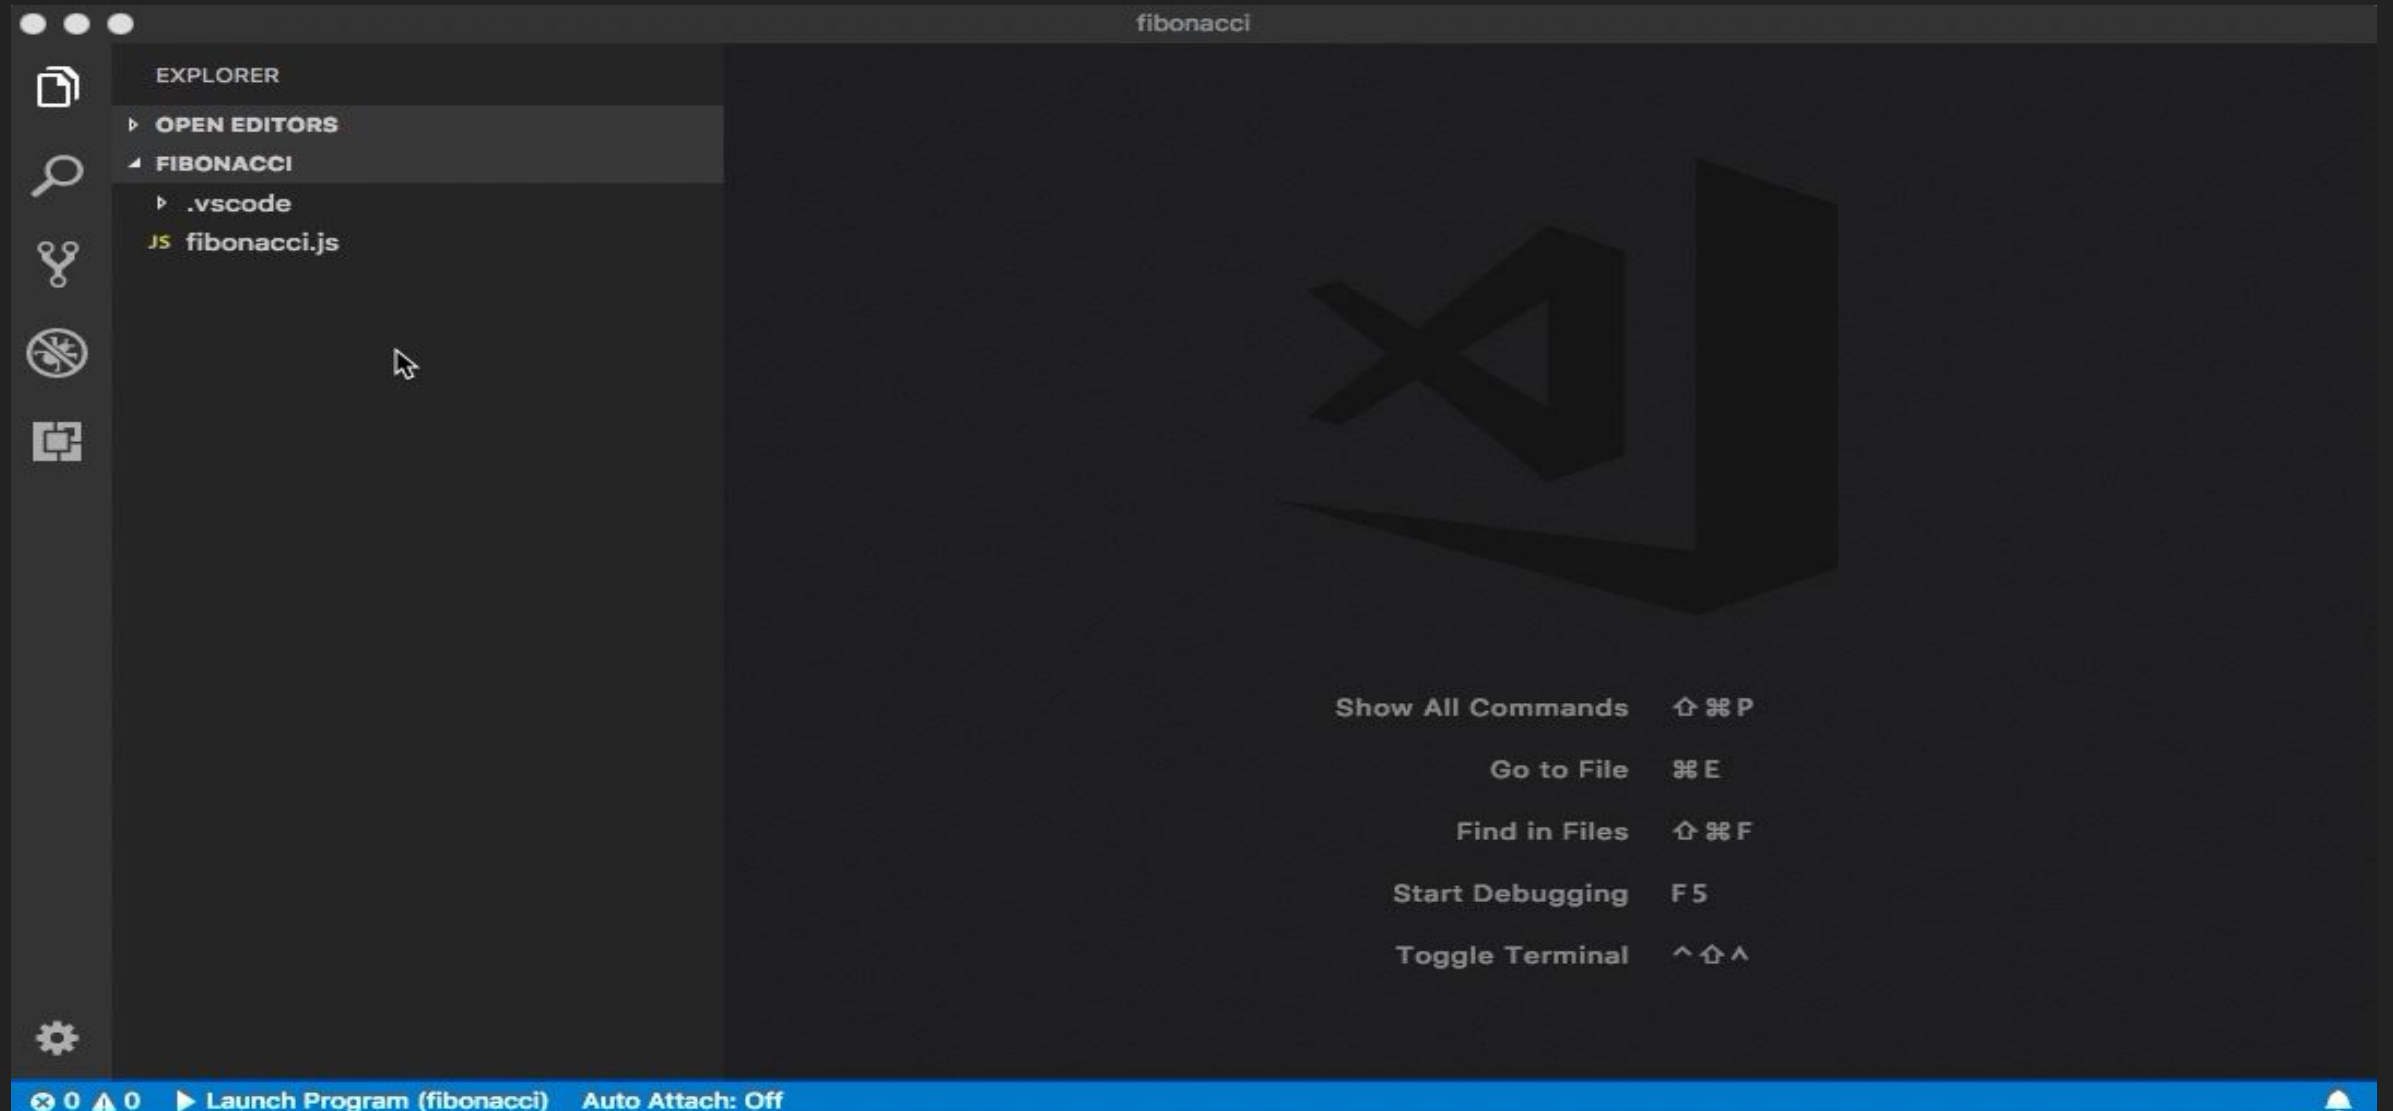 fibonacci
EXPLORER
OPEN EDITORS
FIBONACCI
.vscode
JS fibonacci.js
Show All Commands ⇧⌘P
Go to File ⌘E
Find in Files ⇧⌘F
Start Debugging F5
Toggle Terminal ^⇧^
0 0 Launch Program (fibonacci) Auto Attach: Off